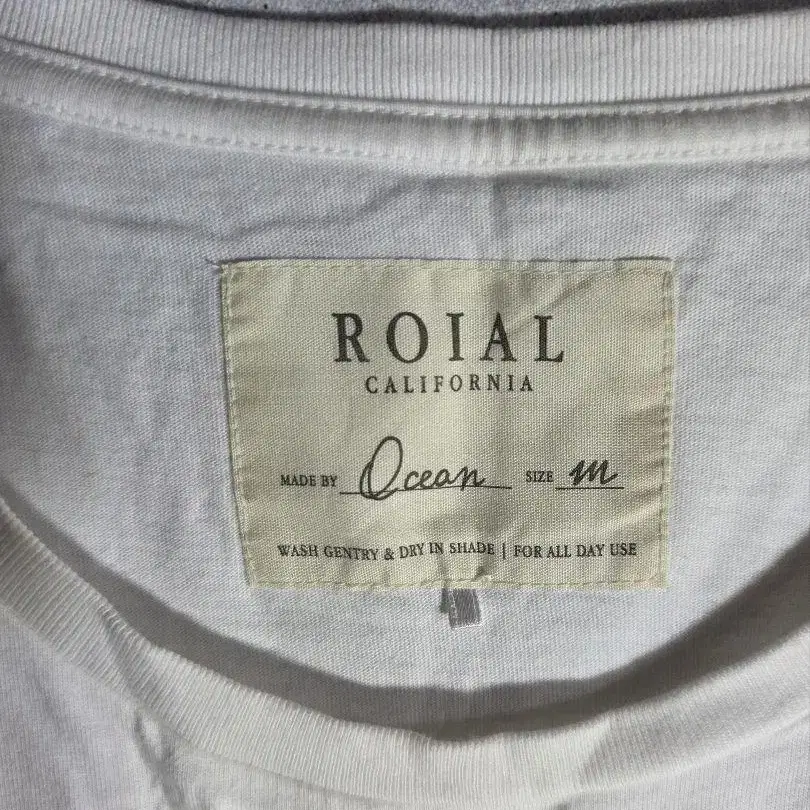 ROIAL
CALIFORNIA
MADE BY Ocean SIZE m
WASH GENTRY & DRY IN SHADE | FOR ALL DAY USE